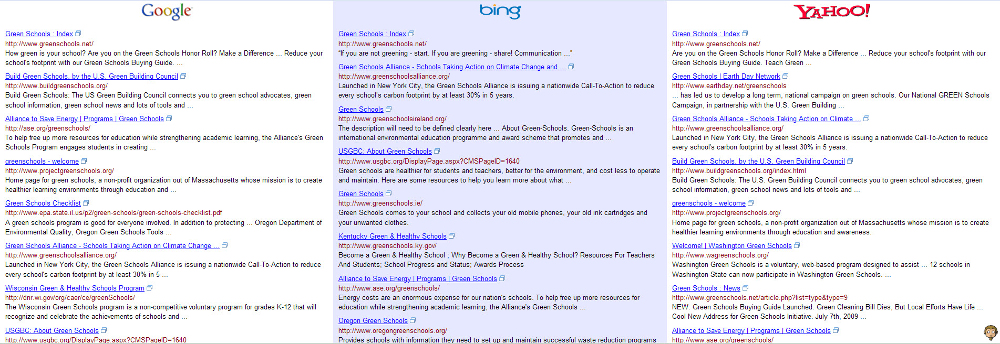 Google
Green Schools : Index
http://www.greenschools.net/
How green is your school? Are you on the Green Schools Honor Roll? Make a Difference ... Reduce your
school's footprint with our Green Schools Buying Guide. ...
Build Green Schools, by the U.S. Green Building Council
http://www.buildgreenschools.org/
Build Green Schools: The US Green Building Council connects you to green school advocates, green
school information, green school news and lots of tools and ...
Alliance to Save Energy | Programs | Green Schools
http://ase.org/greenschools/
To help free up more resources for education while strengthening academic learning, the Alliance's Green
Schools Program engages students in creating ...
greenschools - welcome
http://www.projectgreenschools.org/
Home page for green schools, a non-profit organization out of Massachusetts whose mission is to create
healthier learning environments through education and ...
Green Schools Checklist
http://www.epa.state.il.us/p2/green-schools/green-schools-checklist.pdf
A green schools program is good for everyone involved. In addition to protecting ... Oregon Department of
Environmental Quality, Oregon Green Schools Tools ...
Green Schools Alliance - Schools Taking Action on Climate Change ...
http://www.greenschoolsalliance.org/
Launched in New York City, the Green Schools Alliance is issuing a nationwide Call-To-Action to reduce
every school's carbon footprint by at least 30% in 5 ...
Wisconsin Green & Healthy Schools Program
http://dnr.wi.gov/org/caer/ce/greenSchools/
The Wisconsin Green Schools program is a non-competitive voluntary program for grades K-12 that will
recognize and celebrate the achievements of schools and ...
USGBC: About Green Schools
http://www.usgbc.org/DisplayPage.aspx?CMSPageID=1640
bing
Green Schools : Index
http://www.greenschools.net/
"If you are not greening - start. If you are greening - share! Communication ..."
Green Schools Alliance - Schools Taking Action on Climate Change and ...
http://www.greenschoolsalliance.org/
Launched in New York City, the Green Schools Alliance is issuing a nationwide Call-To-Action to reduce
every school's carbon footprint by at least 30% in 5 years.
Green Schools
http://www.greenschoolsireland.org/
The description will need to be defined clearly here ... About Green-Schools. Green-Schools is an
international environmental education programme and award scheme that promotes and ...
USGBC: About Green Schools
http://www.usgbc.org/DisplayPage.aspx?CMSPageID=1640
Green schools are healthier for students and teachers, better for the environment, and cost less to operate
and maintain. Here are some resources to help you learn more about what ...
Green Schools
http://www.greenschools.ie/
Green Schools comes to your school and collects your old mobile phones, your old ink cartridges and
your unwanted clothes.
Kentucky Green & Healthy Schools
http://www.greenschools.ky.gov/
Become a Green & Healthy School ; Why Become a Green & Healthy School? Resources For Teachers
And Students; School Progress and Status; Awards Process
Alliance to Save Energy | Programs | Green Schools
http://www.ase.org/greenschools/
Energy costs are an enormous expense for our nation's schools. To help free up more resources for
education while strengthening academic learning, the Alliance's Green Schools ...
Oregon Green Schools
http://www.oregongreenschools.org/
Provides schools with information they need to set up and maintain successful waste reduction programs
YAHOO!
Green Schools : Index
http://www.greenschools.net/
Are you on the Green Schools Honor Roll? Make a Difference ... Reduce your school's footprint with our
Green Schools Buying Guide. Teach Green ...
Green Schools | Earth Day Network
http://www.earthday.net/greenschools
... has led us to develop a long term, national campaign on green schools. Our National GREEN Schools
Campaign, in partnership with the U.S. Green Building ...
Green Schools Alliance - Schools Taking Action on Climate ...
http://www.greenschoolsalliance.org/
Launched in New York City, the Green Schools Alliance is issuing a nationwide Call-To-Action to reduce
every school's carbon footprint by at least 30% in 5 years.
Build Green Schools, by the U.S. Green Building Council
http://www.buildgreenschools.org/index.html
Build Green Schools: The U.S. Green Building Council connects you to green school advocates, green
school information, green school news and lots of tools and ...
greenschools - welcome
http://www.projectgreenschools.org/
Home page for green schools, a non-profit organization out of Massachusetts whose mission is to create
healthier learning environments through education and awareness.
Welcome! | Washington Green Schools
http://www.wagreenschools.org/
Washington Green Schools is a voluntary, web-based program designed to assist ... 12 schools in
Washington State can now participate in Washington Green Schools. ...
Green Schools : News
http://www.greenschools.net/article.php?list=type&type=9
NEW: Green Schools Buying Guide Launched. Green Cleaning Bill Dies, But Local Efforts Have Life ...
Cool New Address for Green Schools Initiative. July 7th, 2009 ...
Alliance to Save Energy | Programs | Green Schools
http://www.ase.org/greenschools/